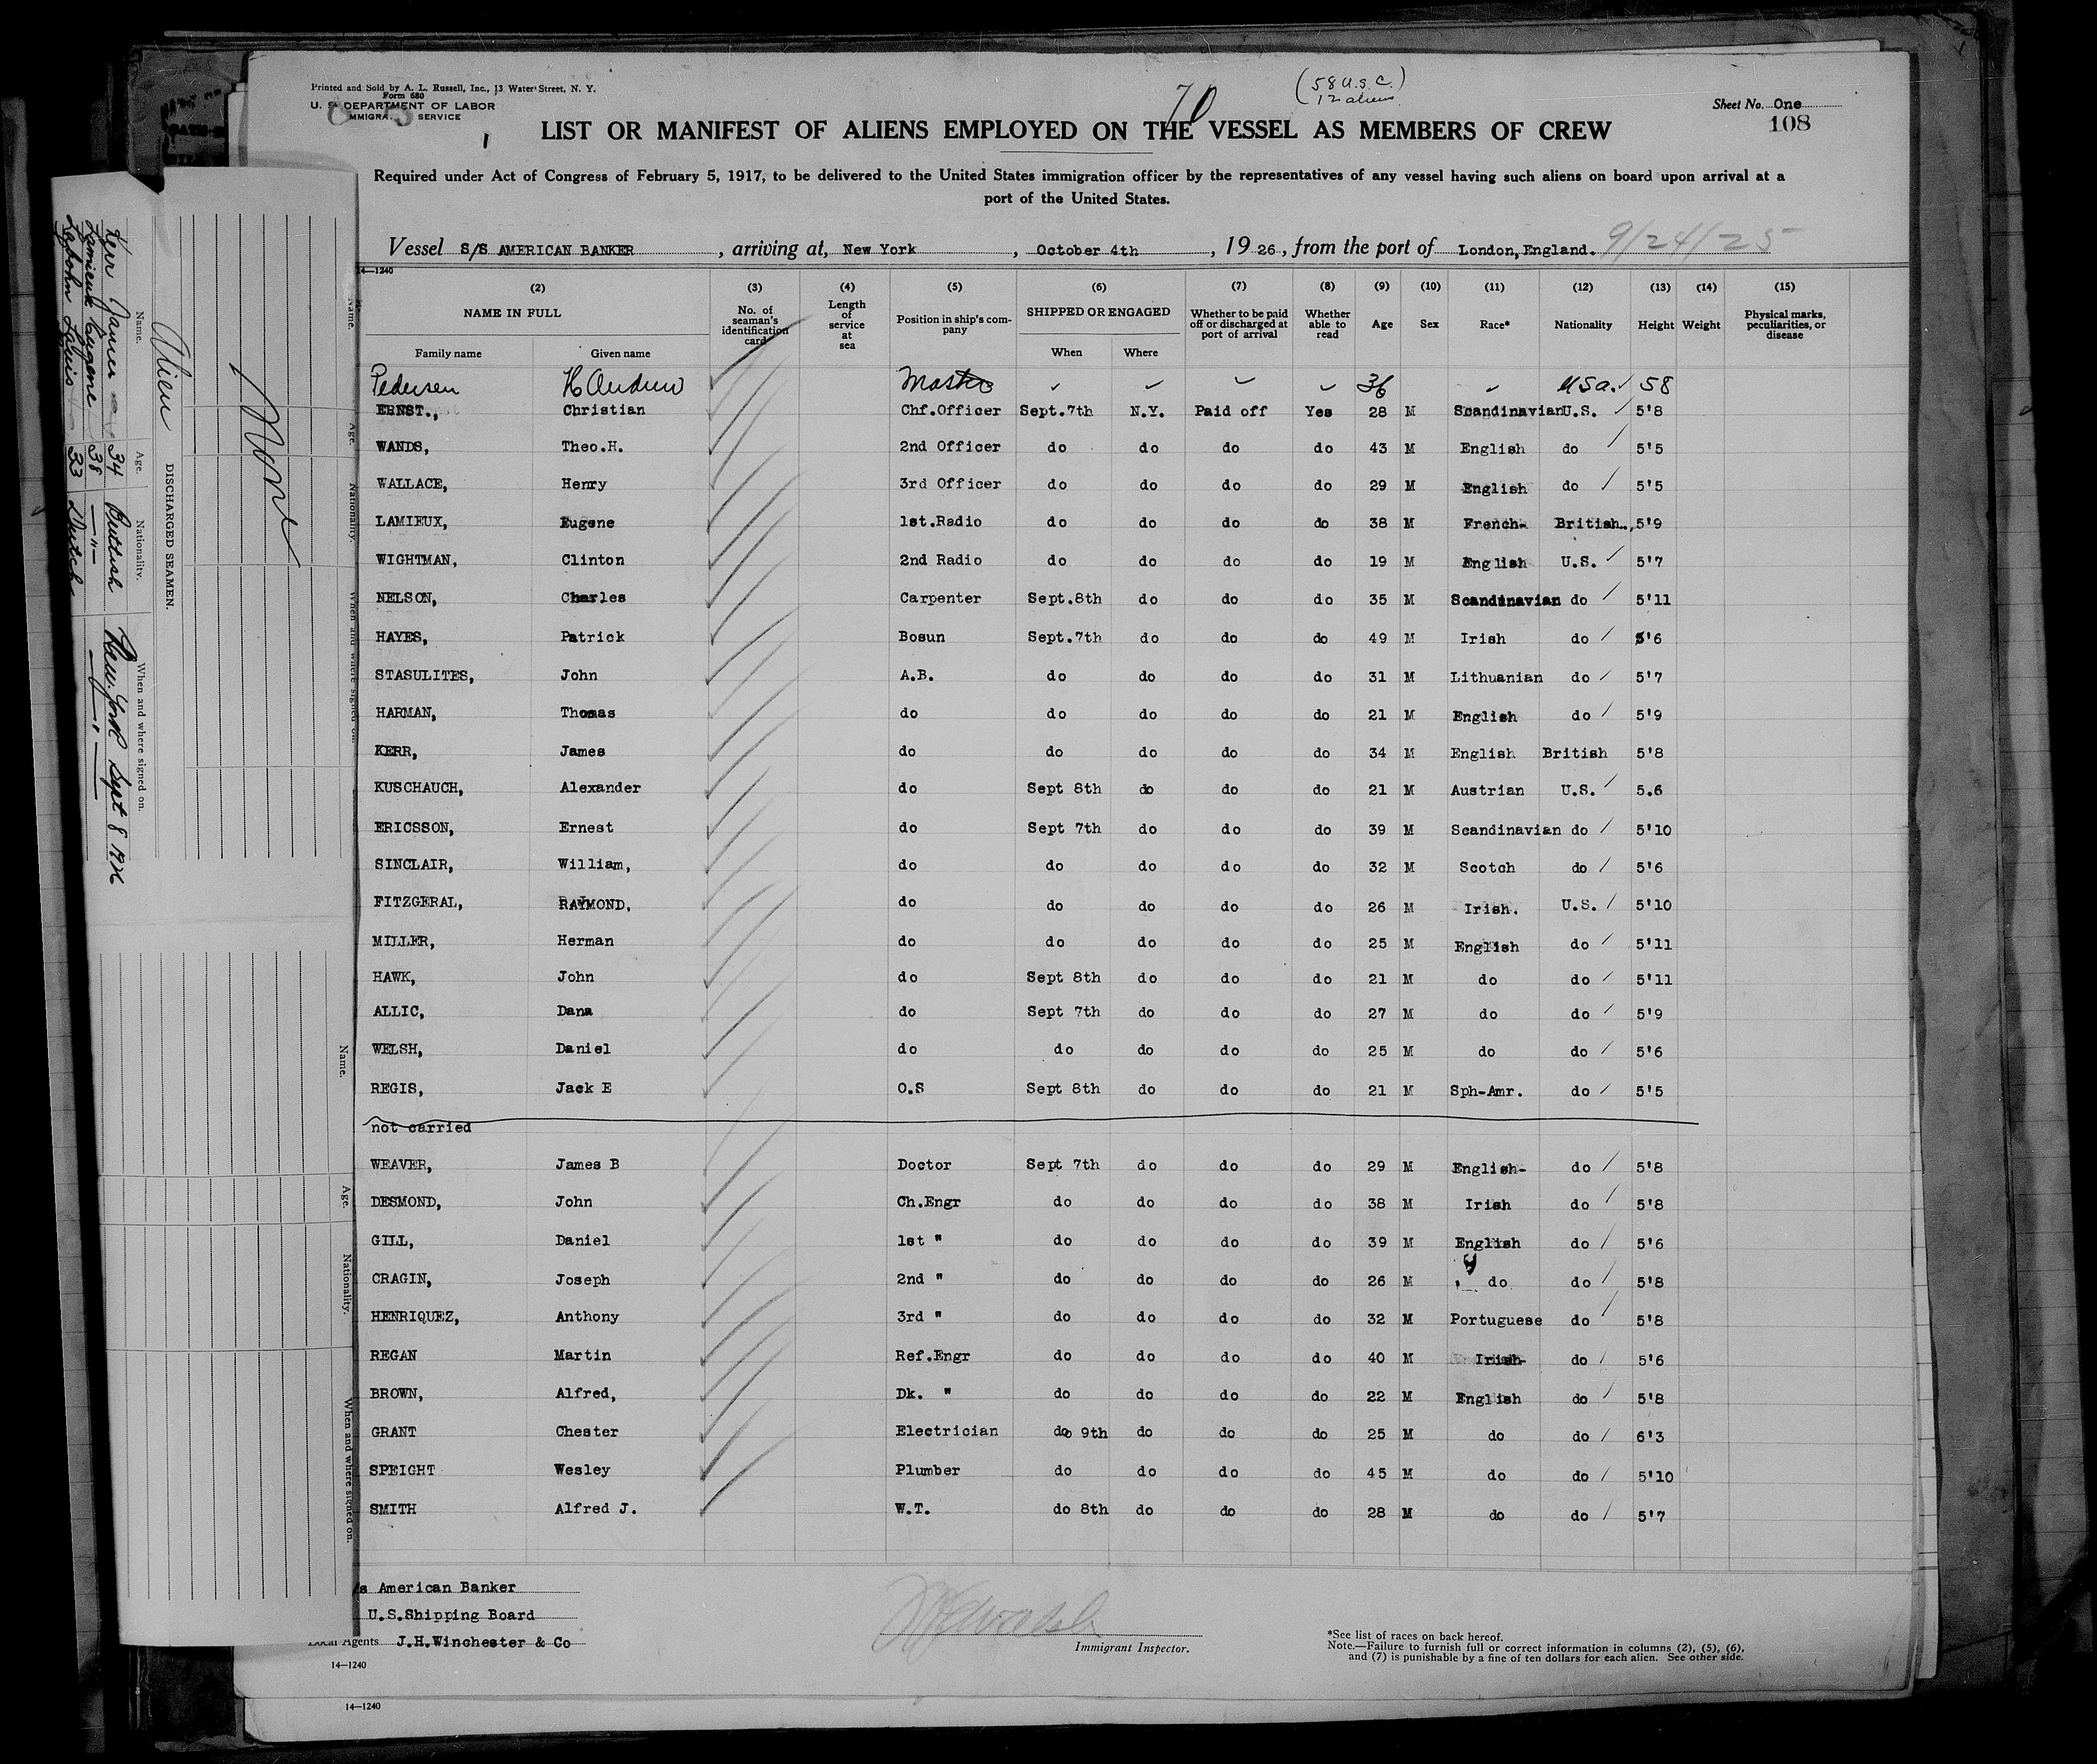 Printed and Sold by A. L. Russell, Inc., 13 Water Street, N. Y.
Form 680
U. S. DEPARTMENT OF LABOR
IMMIGRA SERVICE
70
(58 U.S.C.)
12 aliens
Sheet No. One
108
LIST OR MANIFEST OF ALIENS EMPLOYED ON THE VESSEL AS MEMBERS OF CREW
Required under Act of Congress of February 5, 1917, to be delivered to the United States immigration officer by the representatives of any vessel having such aliens on board upon arrival at a
port of the United States.
Vessel S/S AMERICAN BANKER, arriving at, New York, October 4th, 1926, from the port of London, England. 9/24/25
14—1240
(2) (3) (4) (5) (6) (7) (8) (9) (10) (11) (12) (13) (14) (15)
NAME IN FULL No. of seaman's identification card Length of service at sea Position in ship's company SHIPPED OR ENGAGED Whether to be paid off or discharged at port of arrival Whether able to read Age Sex Race* Nationality Height Weight Physical marks, peculiarities, or disease
Family name Given name When Where
Pedersen H Andrew Master 36 U S a. 58
ERNST., Christian Chf.Officer Sept.7th N.Y. Paid off Yes 28 M Scandinavian U.S. 5'8
WANDS, Theo.H. 2nd Officer do do do do 43 M English do 5'5
WALLACE, Henry 3rd Officer do do do do 29 M English do 5'5
LAMIEUX, Eugene 1st.Radio do do do do 38 M French- British. 5'9
WIGHTMAN, Clinton 2nd Radio do do do do 19 M English U.S. 5'7
NELSON, Charles Carpenter Sept.8th do do do 35 M Scandinavian do 5'11
HAYES, Patrick Bosun Sept.7th do do do 49 M Irish do 5'6
STASULITES, John A.B. do do do do 31 M Lithuanian do 5'7
HARMAN, Thomas do do do do do 21 M English do 5'9
KERR, James do do do do do 34 M English British 5'8
KUSCHAUCH, Alexander do Sept 8th do do do 21 M Austrian U.S. 5.6
ERICSSON, Ernest do Sept 7th do do do 39 M Scandinavian do 5'10
SINCLAIR, William, do do do do do 32 M Scotch do 5'6
FITZGERAL, RAYMOND, do do do do do 26 M Irish. U.S. 5'10
MILLER, Herman do do do do do 25 M English do 5'11
HAWK, John do Sept 8th do do do 21 M do do 5'11
ALLIC, Dana do Sept 7th do do do 27 M do do 5'9
WELSH, Daniel do do do do do 25 M do do 5'6
REGIS, Jack E O.S Sept 8th do do do 21 M Sph-Amr. do 5'5
not carried
WEAVER, James B Doctor Sept 7th do do do 29 M English- do 5'8
DESMOND, John Ch.Engr do do do do 38 M Irish do 5'8
GILL, Daniel 1st " do do do do 39 M English do 5'6
CRAGIN, Joseph 2nd " do do do do 26 M do do 5'8
HENRIQUEZ, Anthony 3rd " do do do do 32 M Portuguese do 5'8
REGAN Martin Ref.Engr do do do do 40 M Irish- do 5'6
BROWN, Alfred, Dk. " do do do do 22 M English do 5'8
GRANT Chester Electrician do 9th do do do 25 M do do 6'3
SPEIGHT Wesley Plumber do do do do 45 M do do 5'10
SMITH Alfred J. W.T. do 8th do do do 28 M do do 5'7
s American Banker
U.S.Shipping Board
Local Agents J.H.Winchester & Co
Immigrant Inspector.
*See list of races on back hereof.
Note.—Failure to furnish full or correct information in columns (2), (5), (6),
and (7) is punishable by a fine of ten dollars for each alien. See other side.
14—1240
14—1240
Alien
DISCHARGED SEAMEN.
Name. Age. Nationality. When and where signed on.
Kerr James 34 British New York Sept 8 1926
Lamieux Eugene 38 — " — — " —
Louis 33 Dutch
Name. Age. Nationality. When and where signed on.
None
Name. Age. Nationality. When and where signed on.